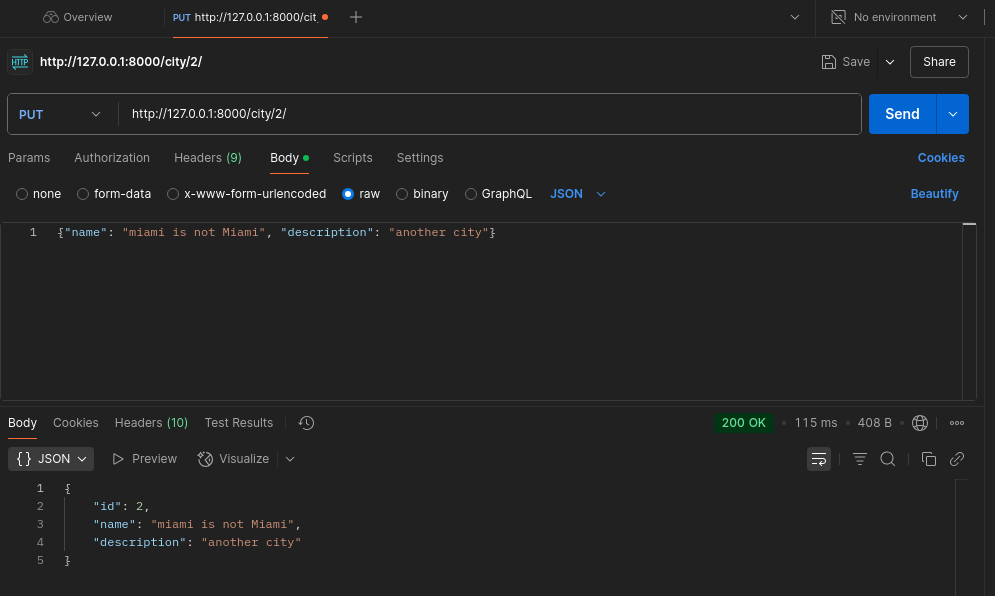 Overview PUT http://127.0.0.1:8000/cit No environment
HTTP http://127.0.0.1:8000/city/2/ Save Share
PUT http://127.0.0.1:8000/city/2/ Send
Params Authorization Headers (9) Body Scripts Settings Cookies
none form-data x-www-form-urlencoded raw binary GraphQL JSON Beautify
1 {"name": "miami is not Miami", "description": "another city"}
Body Cookies Headers (10) Test Results 200 OK 115 ms 408 B
{} JSON Preview Visualize
1 {
2 "id": 2,
3 "name": "miami is not Miami",
4 "description": "another city"
5 }